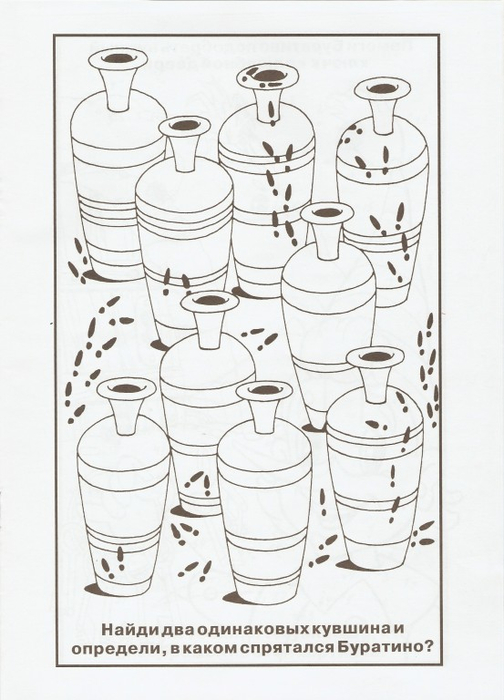 Найди два одинаковых кувшина и
определи, в каком спрятался Буратино?